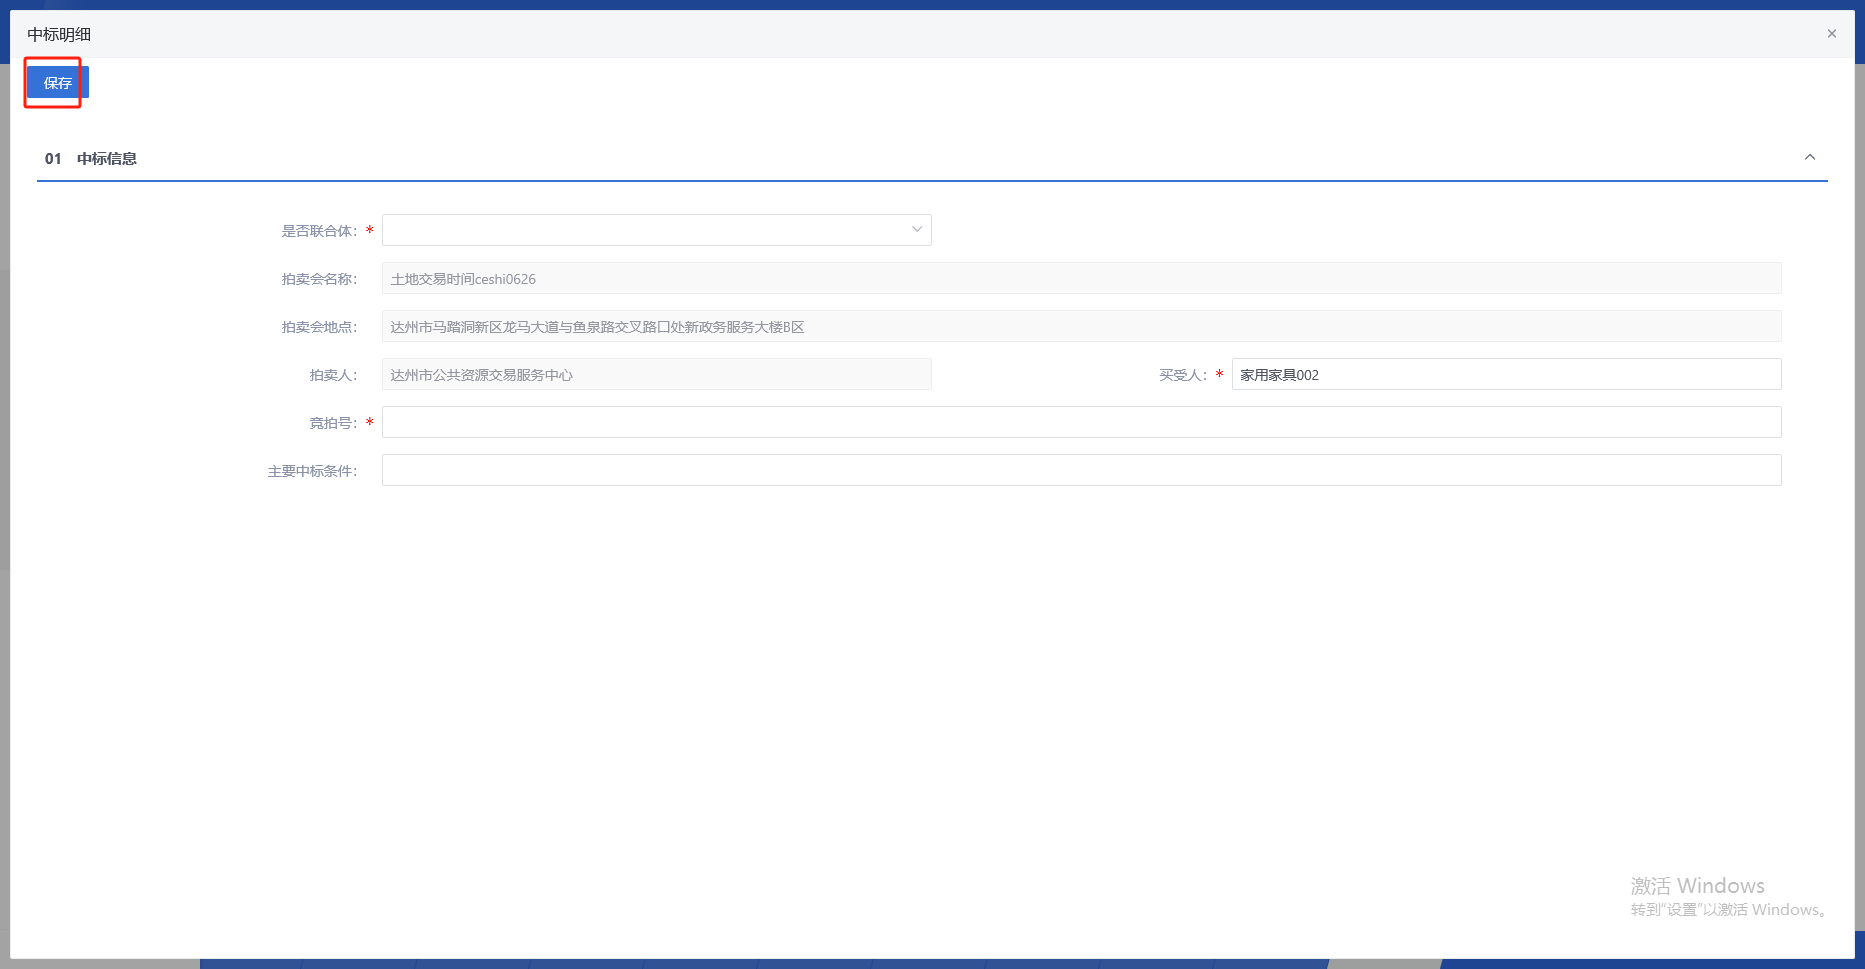 中标明细
保存
01 中标信息
是否联合体：*
拍卖会名称： 土地交易时间ceshi0626
拍卖会地点： 达州市马踏洞新区龙马大道与鱼泉路交叉路口处新政务服务大楼B区
拍卖人： 达州市公共资源交易服务中心 买受人：* 家用家具002
竞拍号：*
主要中标条件：
激活 Windows
转到“设置”以激活 Windows。